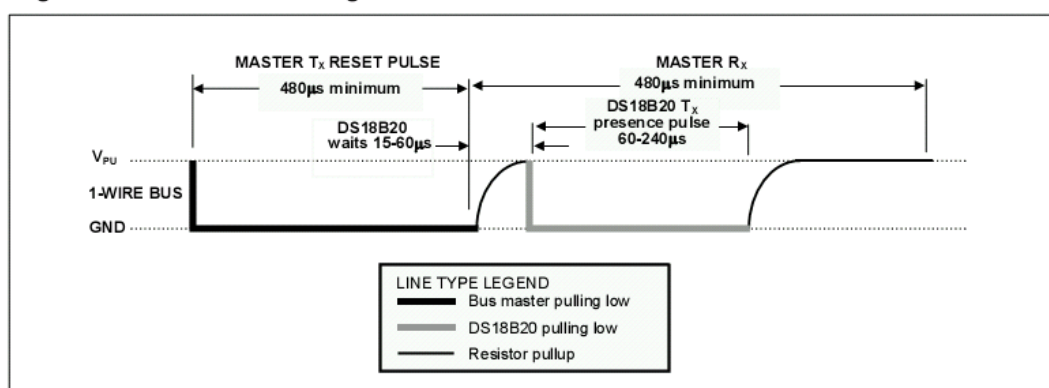 MASTER TX RESET PULSE
480μs minimum
MASTER RX
480μs minimum
DS18B20
waits 15-60μs
DS18B20 TX
presence pulse
60-240μs
VPU
1-WIRE BUS
GND
LINE TYPE LEGEND
Bus master pulling low
DS18B20 pulling low
Resistor pullup